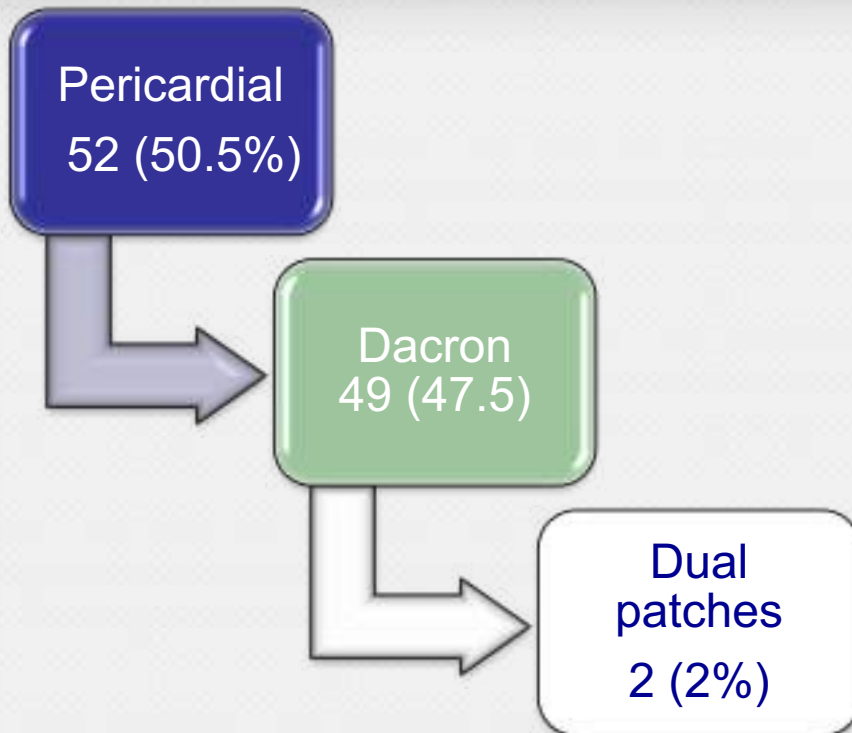 Pericardial
52 (50.5%)
Dacron
49 (47.5)
Dual
patches
2 (2%)